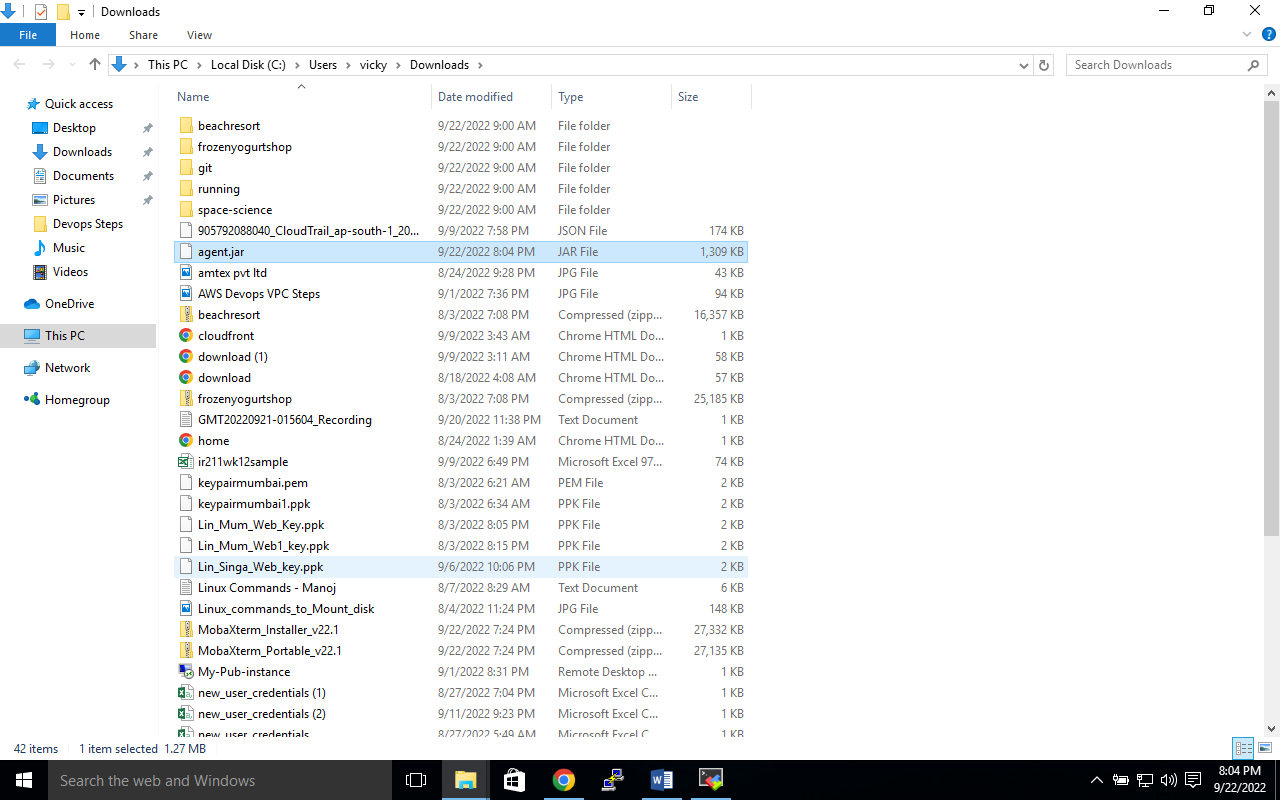 Downloads
File Home Share View
This PC Local Disk (C:) Users vicky Downloads Search Downloads
Name Date modified Type Size
Quick access
Desktop
Downloads
Documents
Pictures
Devops Steps
Music
Videos
OneDrive
This PC
Network
Homegroup
beachresort 9/22/2022 9:00 AM File folder
frozenyogurtshop 9/22/2022 9:00 AM File folder
git 9/22/2022 9:00 AM File folder
running 9/22/2022 9:00 AM File folder
space-science 9/22/2022 9:00 AM File folder
905792088040_CloudTrail_ap-south-1_20... 9/9/2022 7:58 PM JSON File 174 KB
agent.jar 9/22/2022 8:04 PM JAR File 1,309 KB
amtex pvt ltd 8/24/2022 9:28 PM JPG File 43 KB
AWS Devops VPC Steps 9/1/2022 7:36 PM JPG File 94 KB
beachresort 8/3/2022 7:08 PM Compressed (zipp... 16,357 KB
cloudfront 9/9/2022 3:43 AM Chrome HTML Do... 1 KB
download (1) 9/9/2022 3:11 AM Chrome HTML Do... 58 KB
download 8/18/2022 4:08 AM Chrome HTML Do... 57 KB
frozenyogurtshop 8/3/2022 7:08 PM Compressed (zipp... 25,185 KB
GMT20220921-015604_Recording 9/20/2022 11:38 PM Text Document 1 KB
home 8/24/2022 1:39 AM Chrome HTML Do... 1 KB
ir211wk12sample 9/9/2022 6:49 PM Microsoft Excel 97... 74 KB
keypairmumbai.pem 8/3/2022 6:21 AM PEM File 2 KB
keypairmumbai1.ppk 8/3/2022 6:34 AM PPK File 2 KB
Lin_Mum_Web_Key.ppk 8/3/2022 8:05 PM PPK File 2 KB
Lin_Mum_Web1_key.ppk 8/3/2022 8:15 PM PPK File 2 KB
Lin_Singa_Web_key.ppk 9/6/2022 10:06 PM PPK File 2 KB
Linux Commands - Manoj 8/7/2022 8:29 AM Text Document 6 KB
Linux_commands_to_Mount_disk 8/4/2022 11:24 PM JPG File 148 KB
MobaXterm_Installer_v22.1 9/22/2022 7:24 PM Compressed (zipp... 27,332 KB
MobaXterm_Portable_v22.1 9/22/2022 7:24 PM Compressed (zipp... 27,135 KB
My-Pub-instance 9/1/2022 8:31 PM Remote Desktop ... 1 KB
new_user_credentials (1) 8/27/2022 7:04 PM Microsoft Excel C... 1 KB
new_user_credentials (2) 9/11/2022 9:23 PM Microsoft Excel C... 1 KB
new_user_credentials 8/27/2022 5:49 AM Microsoft Excel C... 1 KB
42 items 1 item selected 1.27 MB
Search the web and Windows
8:04 PM
9/22/2022